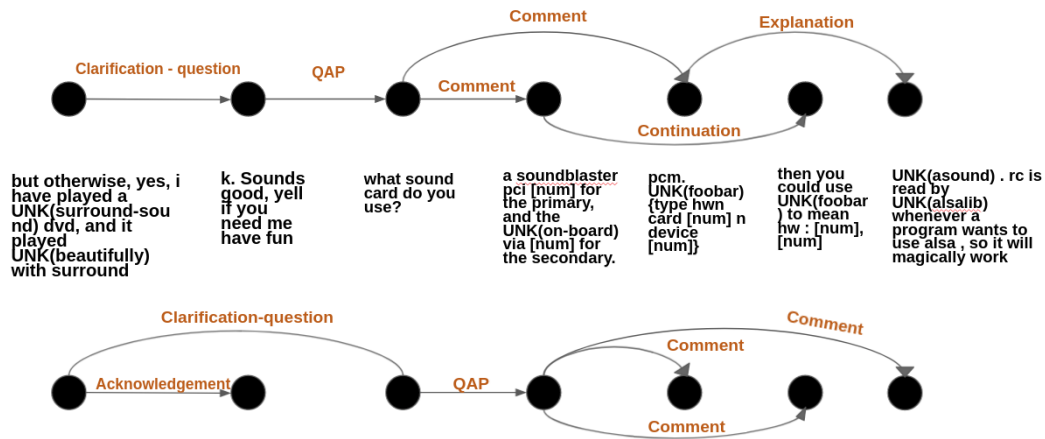 Comment
Explanation
Clarification - question
QAP
Comment
Continuation
but otherwise, yes, i
have played a
UNK(surround-sou
nd) dvd, and it
played
UNK(beautifully)
with surround
k. Sounds
good, yell
if you
need me
have fun
what sound
card do you
use?
a soundblaster
pci [num] for
the primary,
and the
UNK(on-board)
via [num] for
the secondary.
pcm.
UNK(foobar)
{type hwn
card [num] n
device
[num]}
then you
could use
UNK(foobar
) to mean
hw : [num],
[num]
UNK(asound) . rc is
read by
UNK(alsalib)
whenever a
program wants to
use alsa , so it will
magically work
Clarification-question
Comment
Comment
Acknowledgement
QAP
Comment